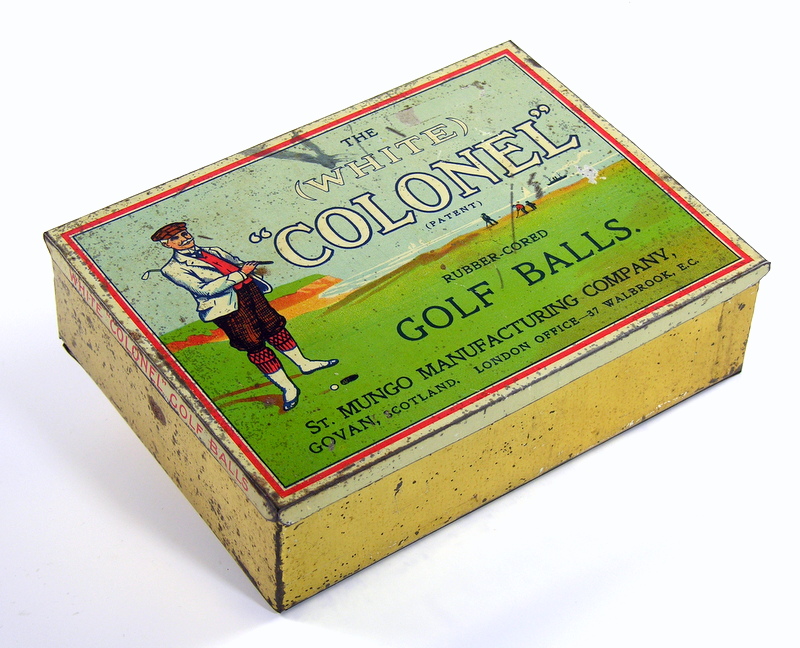 THE
(WHITE)
"COLONEL"
(PATENT)
RUBBER-CORED
GOLF BALLS.
ST. MUNGO MANUFACTURING COMPANY,
GOVAN, SCOTLAND. LONDON OFFICE—37 WALBROOK, E.C.
WHITE "COLONEL" GOLF BALLS